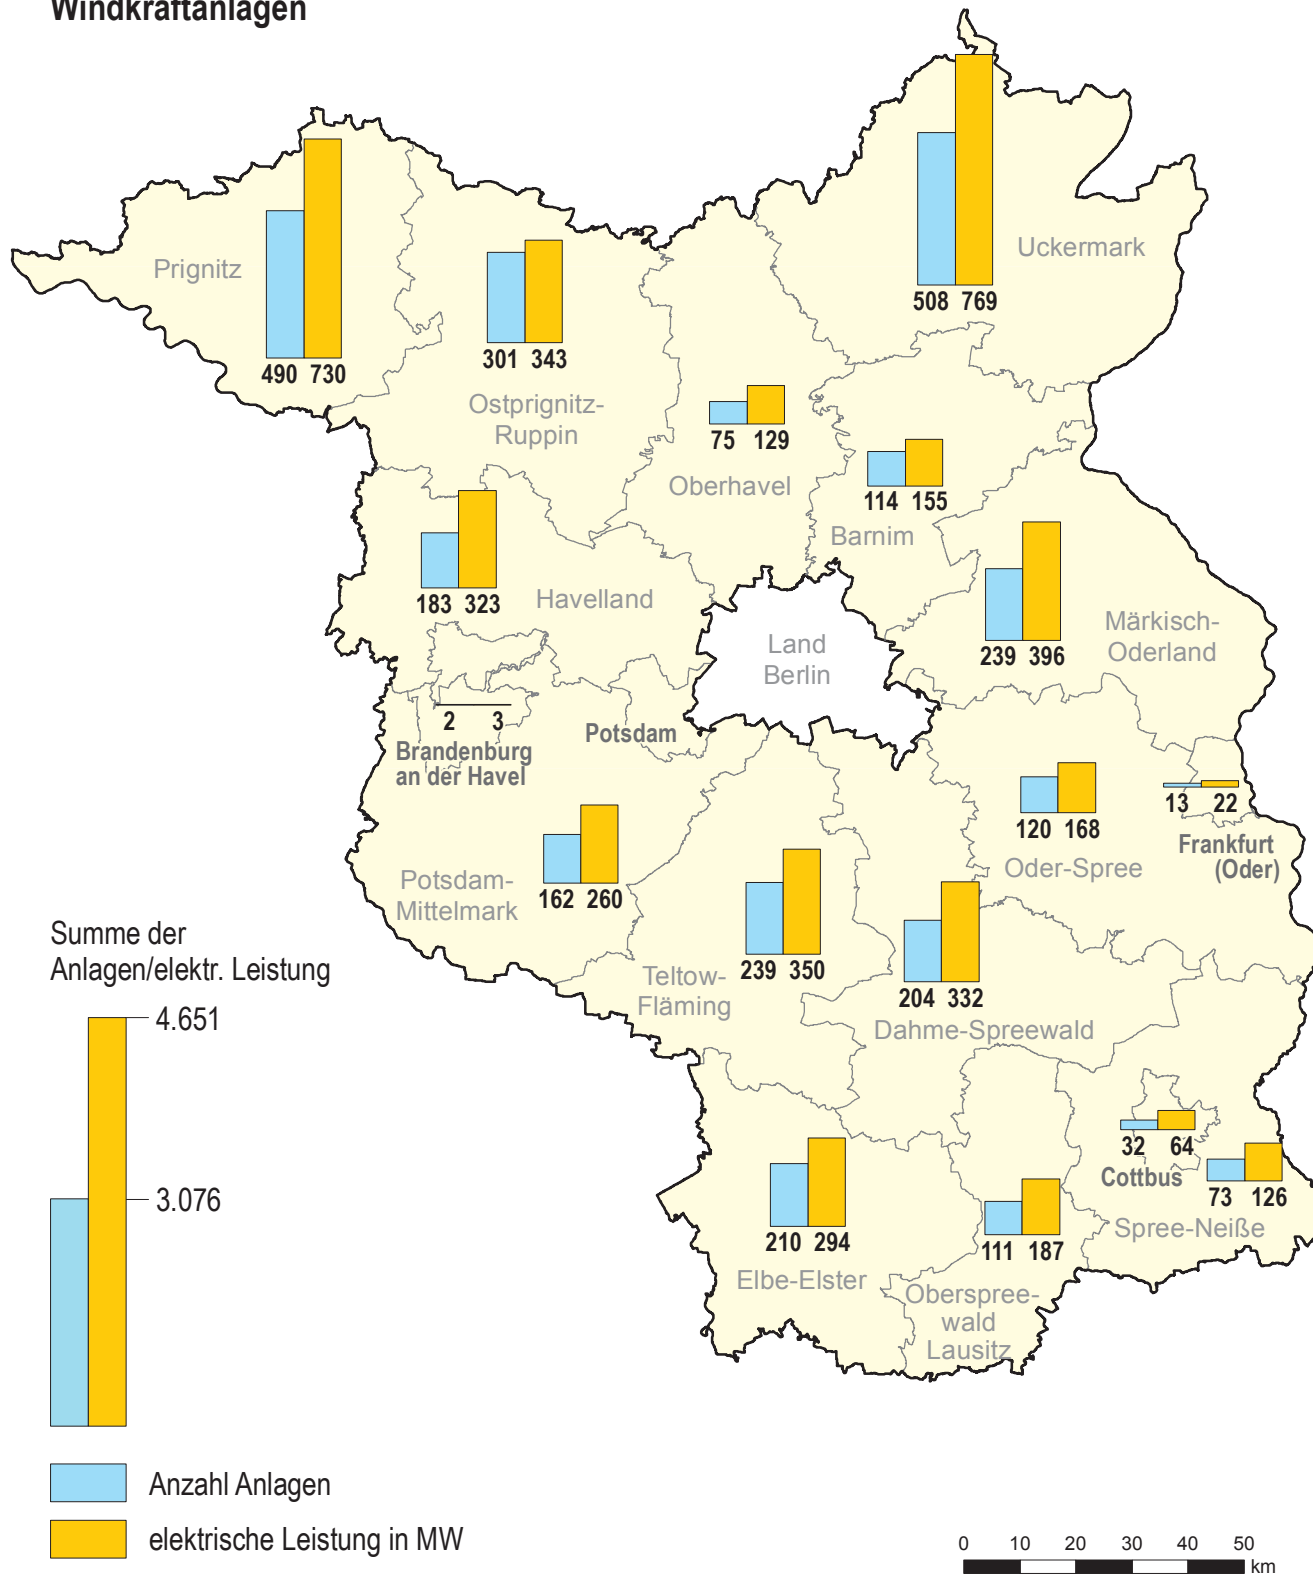 Windkraftanlagen
Prignitz
490 730
301 343
Ostprignitz-
Ruppin
Uckermark
508 769
75 129
Oberhavel
114 155
Barnim
183 323
Havelland
Land
Berlin
239 396
Märkisch-
Oderland
2 3
Brandenburg
an der Havel
Potsdam
120 168
Oder-Spree
13 22
Frankfurt
(Oder)
Potsdam-
Mittelmark
162 260
239 350
Teltow-
Fläming
204 332
Dahme-Spreewald
Summe der
Anlagen/elektr. Leistung
4.651
3.076
32 64
Cottbus
73 126
Spree-Neiße
210 294
Elbe-Elster
111 187
Oberspree-
wald
Lausitz
Anzahl Anlagen
elektrische Leistung in MW
0 10 20 30 40 50
km